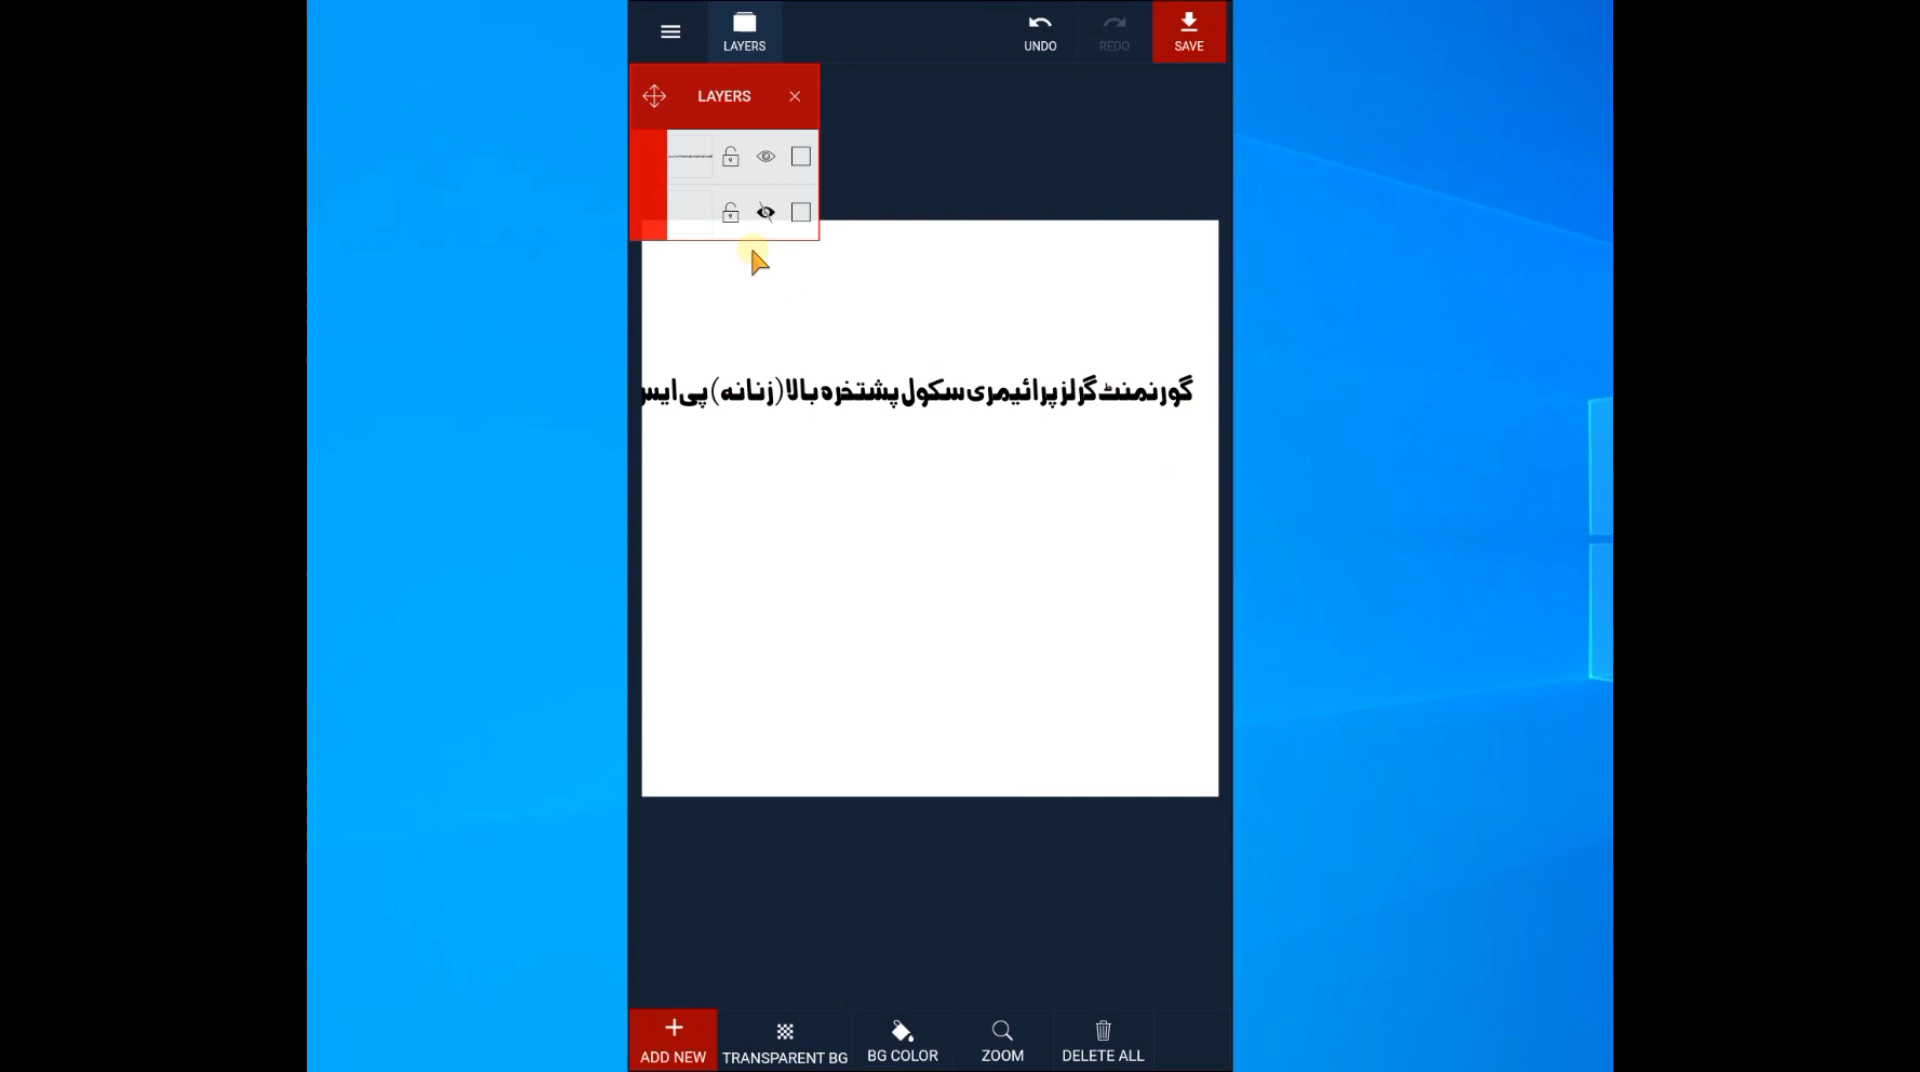 LAYERS
UNDO
REDO
SAVE
LAYERS
گورنمنٹ گرلز پرائیمری سکول پشتخرہ بالا (زنانہ) پی ایس
ADD NEW
TRANSPARENT BG
BG COLOR
ZOOM
DELETE ALL